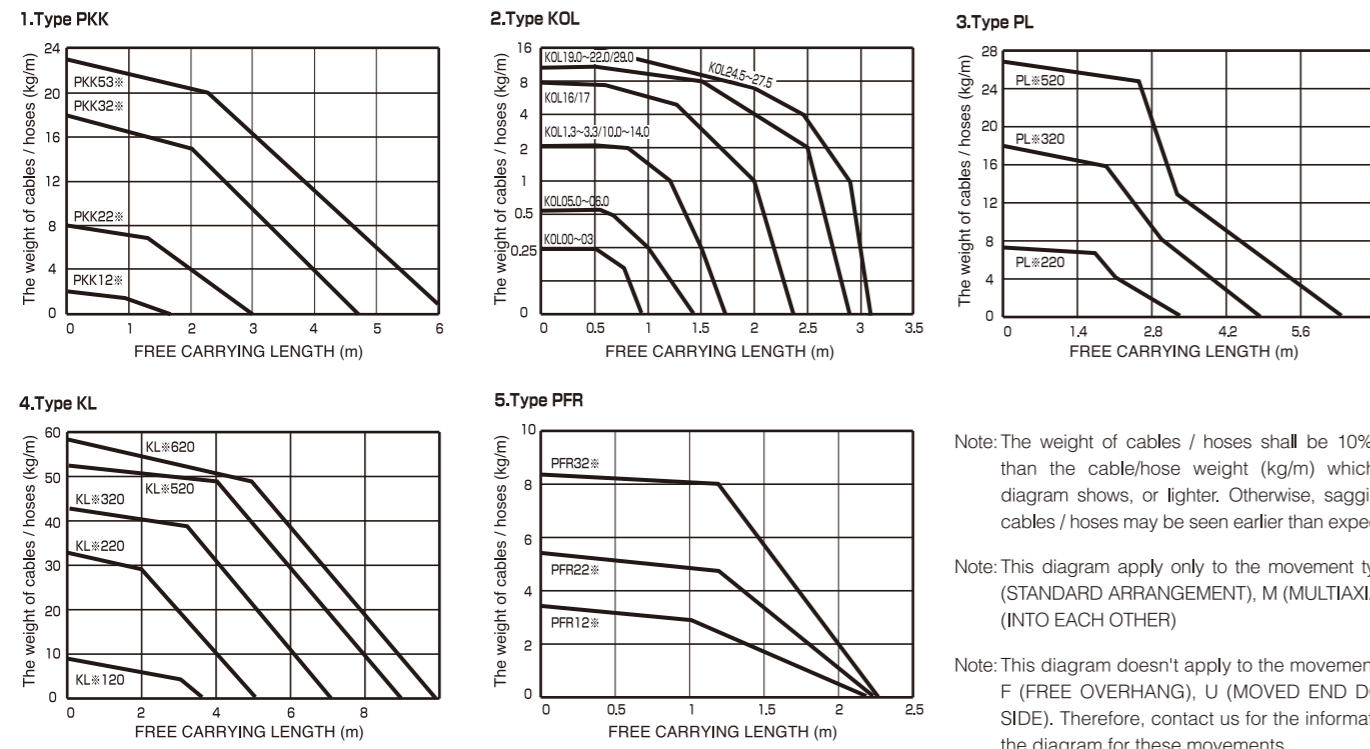 1.Type PKK
The weight of cables / hoses (kg/m)
24
20
16
12
8
4
0
PKK53※
PKK32※
PKK22※
PKK12※
0 1 2 3 4 5 6
FREE CARRYING LENGTH (m)
2.Type KOL
The weight of cables / hoses (kg/m)
16
8
4
2
1
0.5
0.25
0
KOL19.0~22.0/29.0
KOL24.5~27.5
KOL16/17
KOL1.3~3.3/10.0~14.0
KOL05.0~06.0
KOL00~03
0 0.5 1 1.5 2 2.5 3 3.5
FREE CARRYING LENGTH (m)
3.Type PL
The weight of cables / hoses (kg/m)
28
24
20
16
12
8
4
0
PL※520
PL※320
PL※220
0 1.4 2.8 4.2 5.6
FREE CARRYING LENGTH (m)
4.Type KL
The weight of cables / hoses (kg/m)
60
50
40
30
20
10
0
KL※620
KL※520
KL※320
KL※220
KL※120
0 2 4 6 8
FREE CARRYING LENGTH (m)
5.Type PFR
The weight of cables / hoses (kg/m)
10
8
6
4
2
0
PFR32※
PFR22※
PFR12※
0 0.5 1 1.5 2 2.5
FREE CARRYING LENGTH (m)
Note: The weight of cables / hoses shall be 10%
than the cable/hose weight (kg/m) which
diagram shows, or lighter. Otherwise, saggi
cables / hoses may be seen earlier than expe
Note: This diagram apply only to the movement ty
(STANDARD ARRANGEMENT), M (MULTIAXI
(INTO EACH OTHER)
Note: This diagram doesn't apply to the movemen
F (FREE OVERHANG), U (MOVED END D
SIDE). Therefore, contact us for the informa
the diagram for these movements